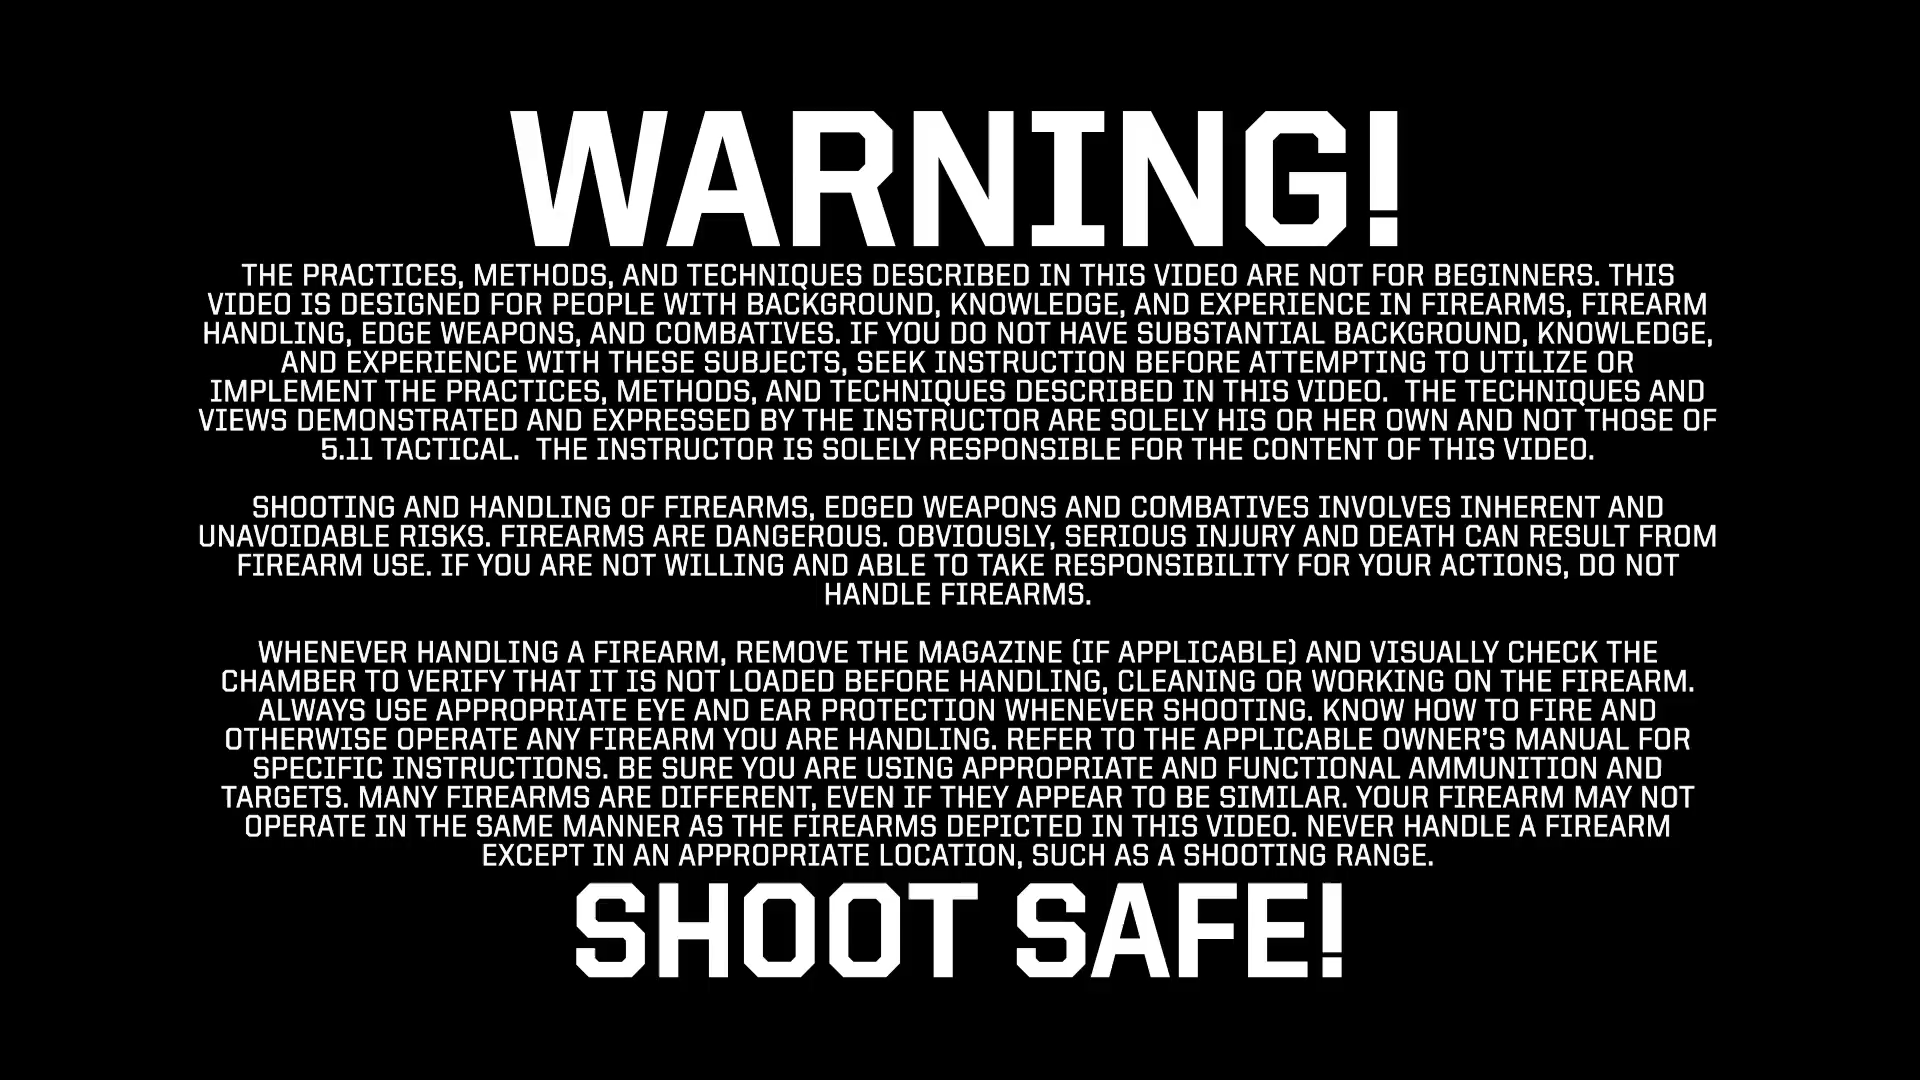 WARNING!
THE PRACTICES, METHODS, AND TECHNIQUES DESCRIBED IN THIS VIDEO ARE NOT FOR BEGINNERS. THIS
VIDEO IS DESIGNED FOR PEOPLE WITH BACKGROUND, KNOWLEDGE, AND EXPERIENCE IN FIREARMS, FIREARM
HANDLING, EDGE WEAPONS, AND COMBATIVES. IF YOU DO NOT HAVE SUBSTANTIAL BACKGROUND, KNOWLEDGE,
AND EXPERIENCE WITH THESE SUBJECTS, SEEK INSTRUCTION BEFORE ATTEMPTING TO UTILIZE OR
IMPLEMENT THE PRACTICES, METHODS, AND TECHNIQUES DESCRIBED IN THIS VIDEO.  THE TECHNIQUES AND
VIEWS DEMONSTRATED AND EXPRESSED BY THE INSTRUCTOR ARE SOLELY HIS OR HER OWN AND NOT THOSE OF
5.11 TACTICAL.  THE INSTRUCTOR IS SOLELY RESPONSIBLE FOR THE CONTENT OF THIS VIDEO.
SHOOTING AND HANDLING OF FIREARMS, EDGED WEAPONS AND COMBATIVES INVOLVES INHERENT AND
UNAVOIDABLE RISKS. FIREARMS ARE DANGEROUS. OBVIOUSLY, SERIOUS INJURY AND DEATH CAN RESULT FROM
FIREARM USE. IF YOU ARE NOT WILLING AND ABLE TO TAKE RESPONSIBILITY FOR YOUR ACTIONS, DO NOT
HANDLE FIREARMS.
WHENEVER HANDLING A FIREARM, REMOVE THE MAGAZINE (IF APPLICABLE) AND VISUALLY CHECK THE
CHAMBER TO VERIFY THAT IT IS NOT LOADED BEFORE HANDLING, CLEANING OR WORKING ON THE FIREARM.
ALWAYS USE APPROPRIATE EYE AND EAR PROTECTION WHENEVER SHOOTING. KNOW HOW TO FIRE AND
OTHERWISE OPERATE ANY FIREARM YOU ARE HANDLING. REFER TO THE APPLICABLE OWNER'S MANUAL FOR
SPECIFIC INSTRUCTIONS. BE SURE YOU ARE USING APPROPRIATE AND FUNCTIONAL AMMUNITION AND
TARGETS. MANY FIREARMS ARE DIFFERENT, EVEN IF THEY APPEAR TO BE SIMILAR. YOUR FIREARM MAY NOT
OPERATE IN THE SAME MANNER AS THE FIREARMS DEPICTED IN THIS VIDEO. NEVER HANDLE A FIREARM
EXCEPT IN AN APPROPRIATE LOCATION, SUCH AS A SHOOTING RANGE.
SHOOT SAFE!